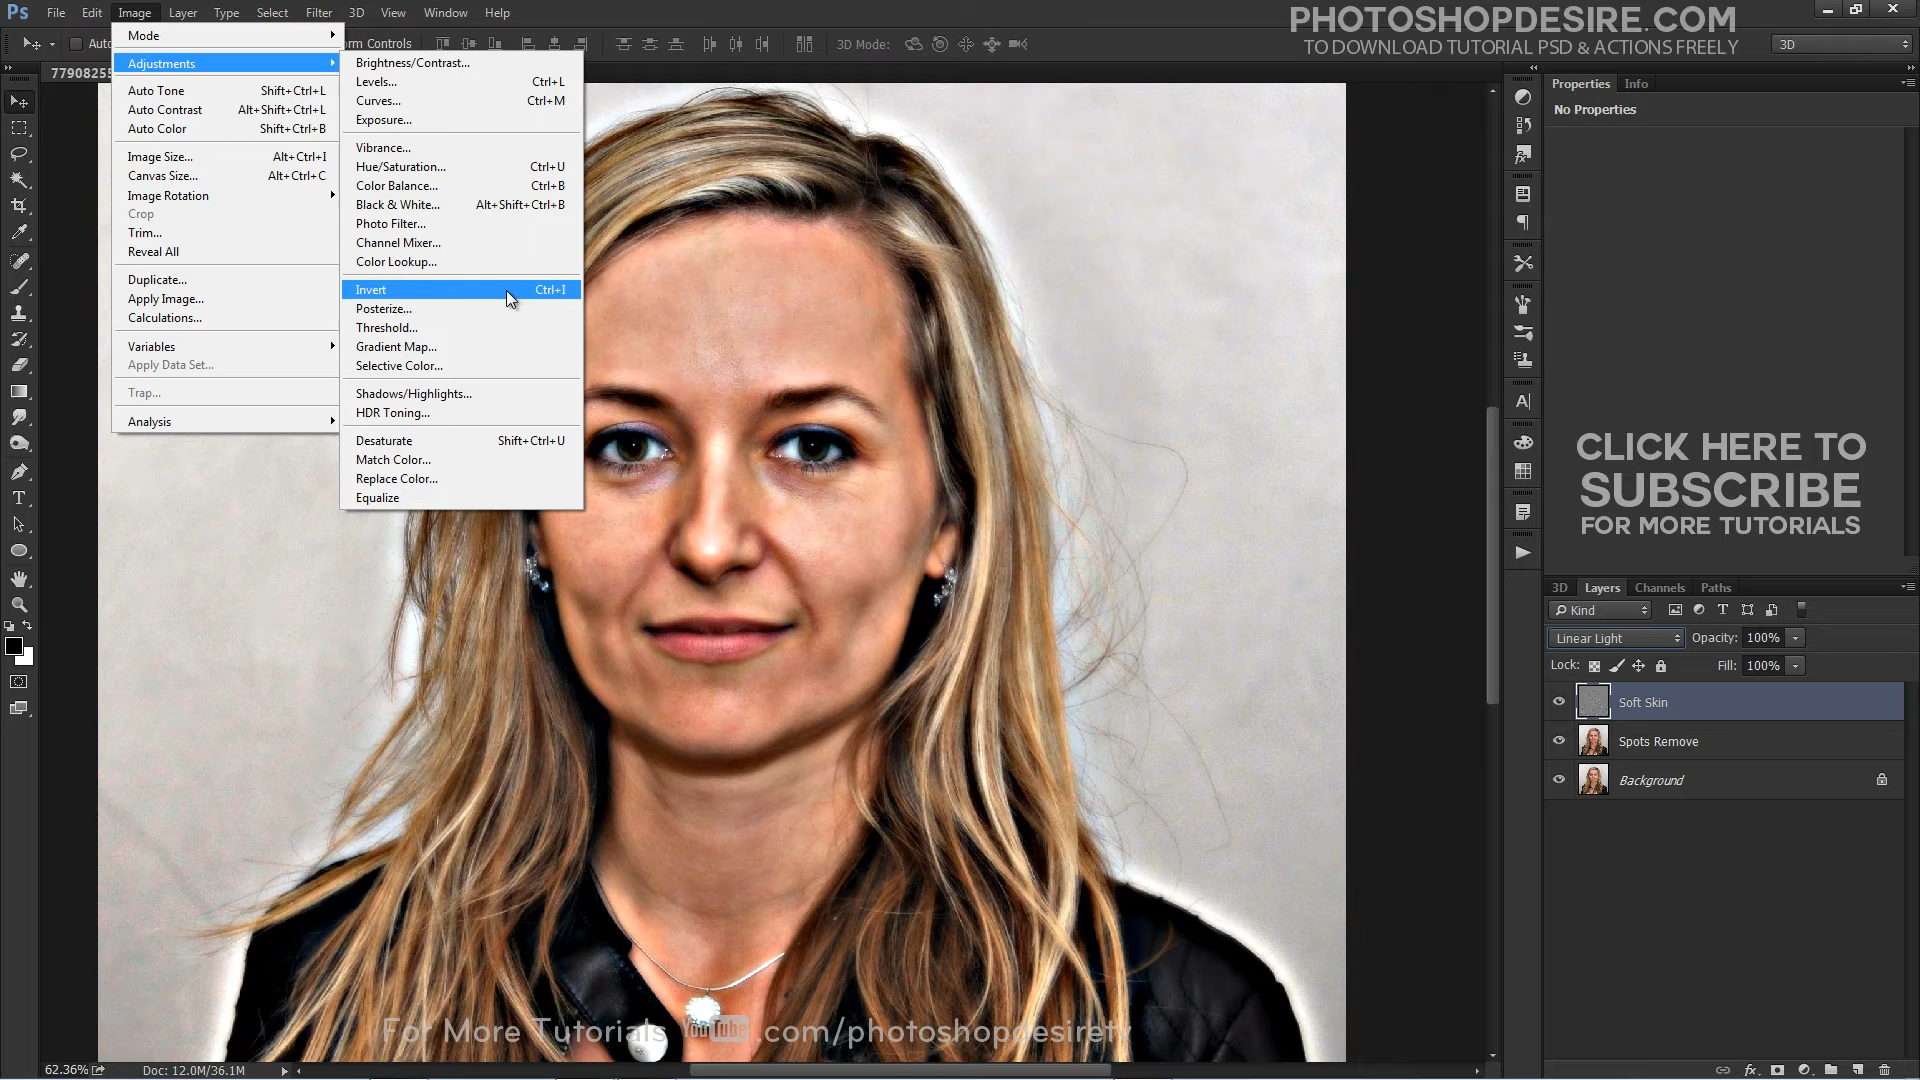 Ps File Edit Image Layer Type Select Filter 3D View Window Help
PHOTOSHOPDESIRE.COM
TO DOWNLOAD TUTORIAL PSD & ACTIONS FREELY
3D Mode:
3D
Mode
Adjustments
Auto Tone Shift+Ctrl+L
Auto Contrast Alt+Shift+Ctrl+L
Auto Color Shift+Ctrl+B
Image Size... Alt+Ctrl+I
Canvas Size... Alt+Ctrl+C
Image Rotation
Crop
Trim...
Reveal All
Duplicate...
Apply Image...
Calculations...
Variables
Apply Data Set...
Trap...
Analysis
Controls
Brightness/Contrast...
Levels... Ctrl+L
Curves... Ctrl+M
Exposure...
Vibrance...
Hue/Saturation... Ctrl+U
Color Balance... Ctrl+B
Black & White... Alt+Shift+Ctrl+B
Photo Filter...
Channel Mixer...
Color Lookup...
Invert Ctrl+I
Posterize...
Threshold...
Gradient Map...
Selective Color...
Shadows/Highlights...
HDR Toning...
Desaturate Shift+Ctrl+U
Match Color...
Replace Color...
Equalize
Properties Info
No Properties
CLICK HERE TO
SUBSCRIBE
FOR MORE TUTORIALS
3D Layers Channels Paths
Kind
Linear Light Opacity: 100%
Lock: Fill: 100%
Soft Skin
Spots Remove
Background
For More Tutorials YouTube.com/photoshopdesiretv
62.36% Doc: 12.0M/36.1M